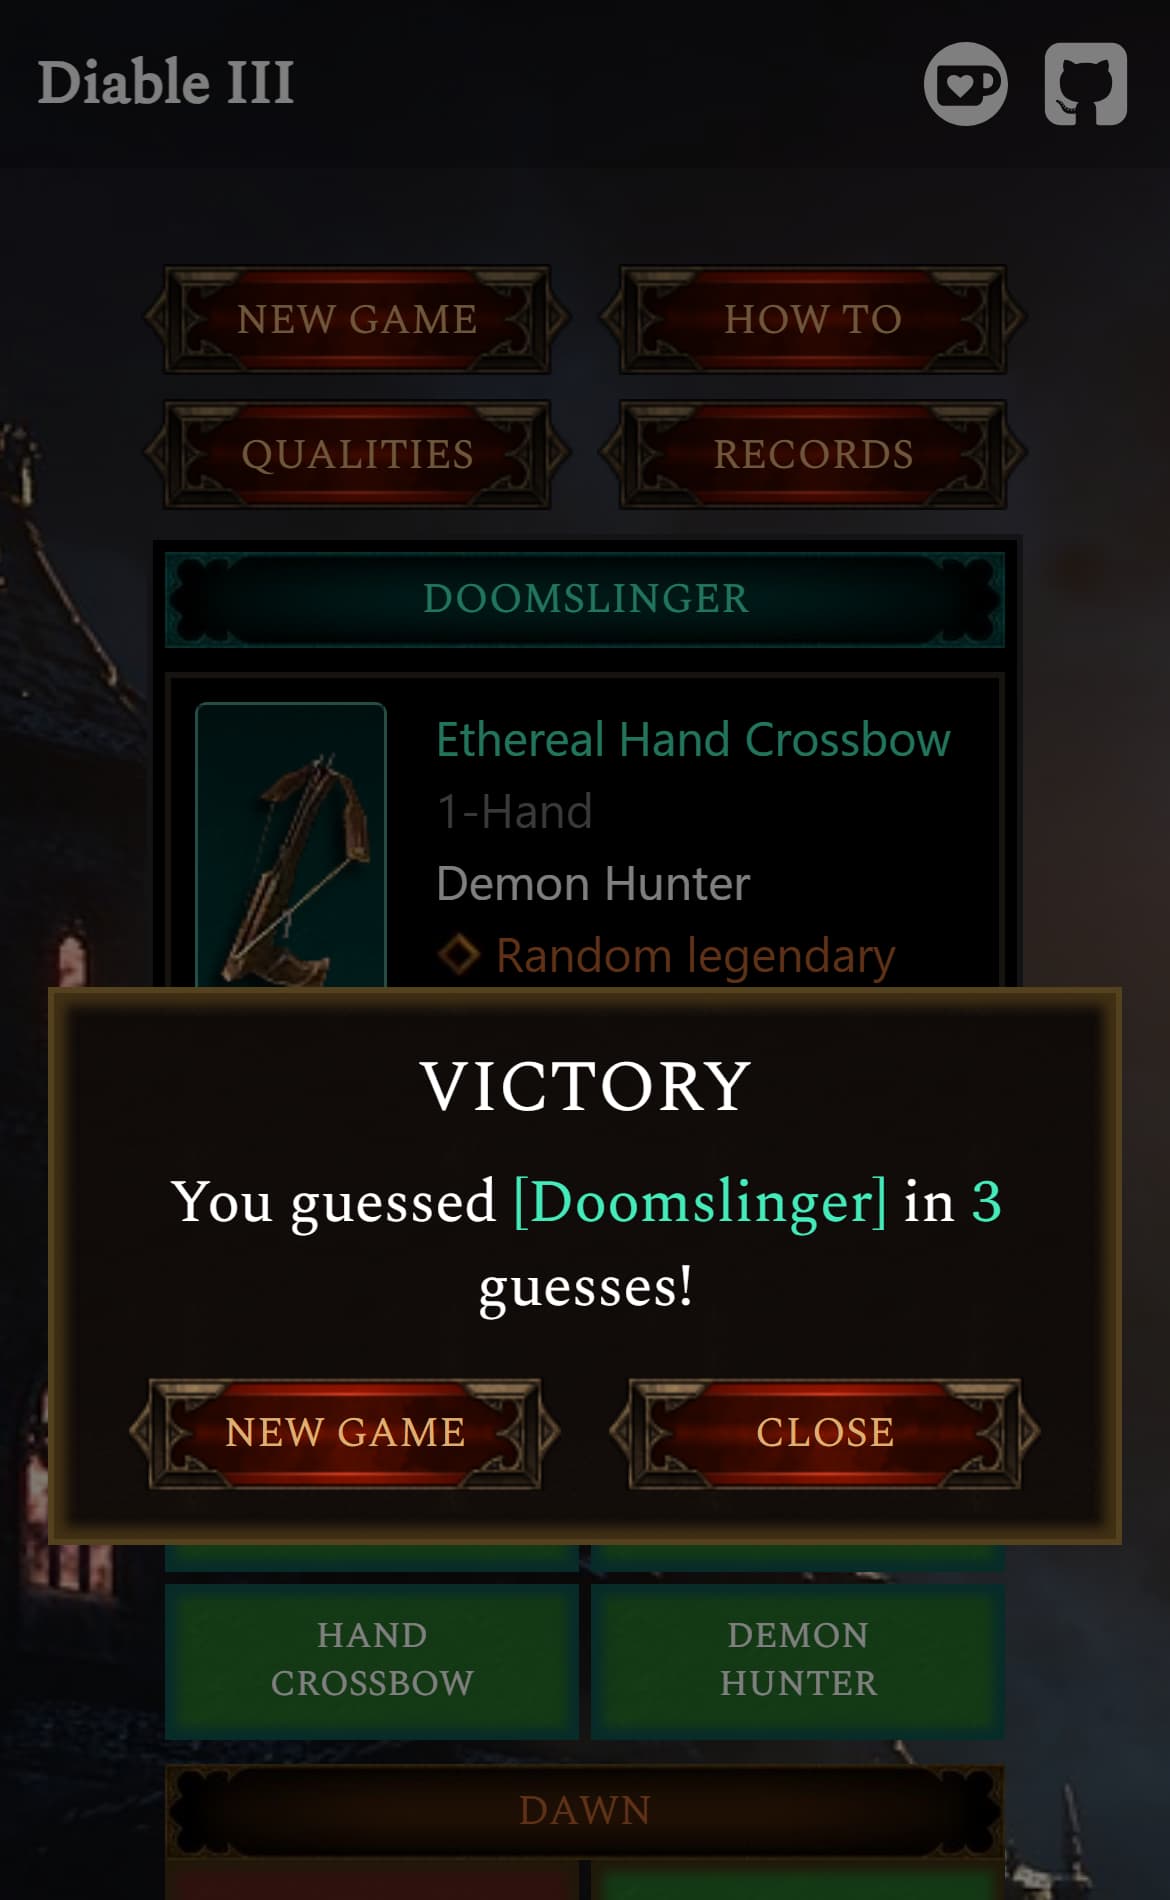 Diable III
NEW GAME
HOW TO
QUALITIES
RECORDS
DOOMSLINGER
Ethereal Hand Crossbow
1-Hand
Demon Hunter
Random legendary
VICTORY
You guessed [Doomslinger] in 3
guesses!
NEW GAME
CLOSE
HAND
CROSSBOW
DEMON
HUNTER
DAWN